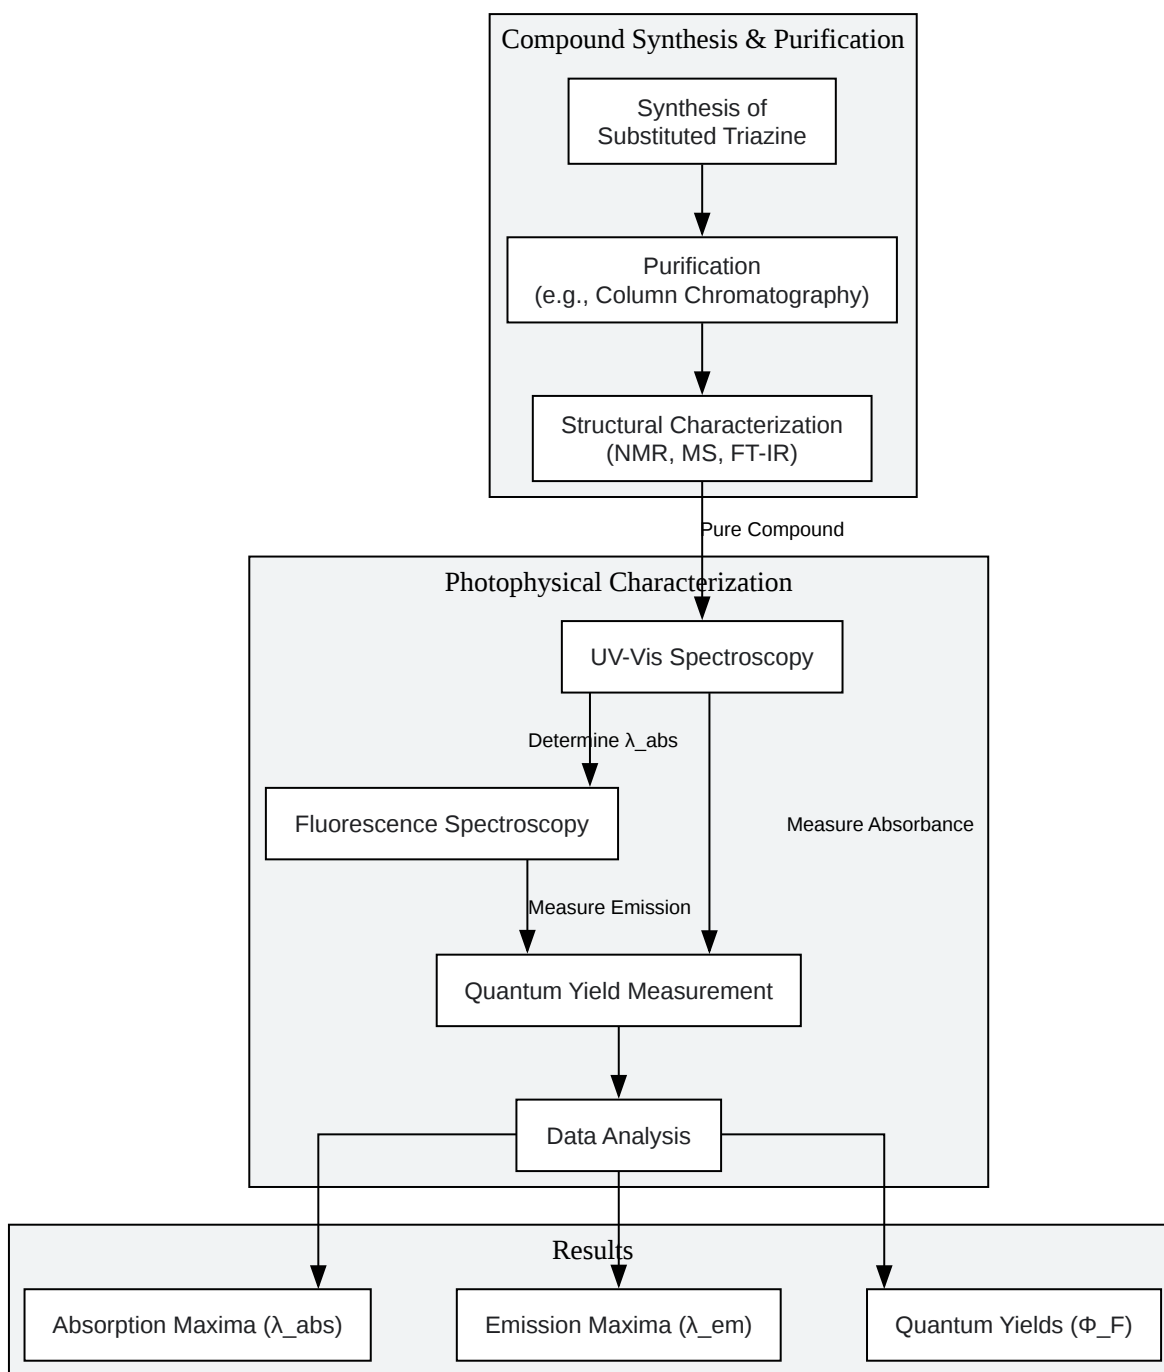 Compound Synthesis & Purification
Synthesis of
Substituted Triazine
Purification
(e.g., Column Chromatography)
Structural Characterization
(NMR, MS, FT-IR)
Pure Compound
Photophysical Characterization
UV-Vis Spectroscopy
Determine λ_abs
Fluorescence Spectroscopy
Measure Absorbance
Measure Emission
Quantum Yield Measurement
Data Analysis
Results
Absorption Maxima (λ_abs)
Emission Maxima (λ_em)
Quantum Yields (Φ_F)